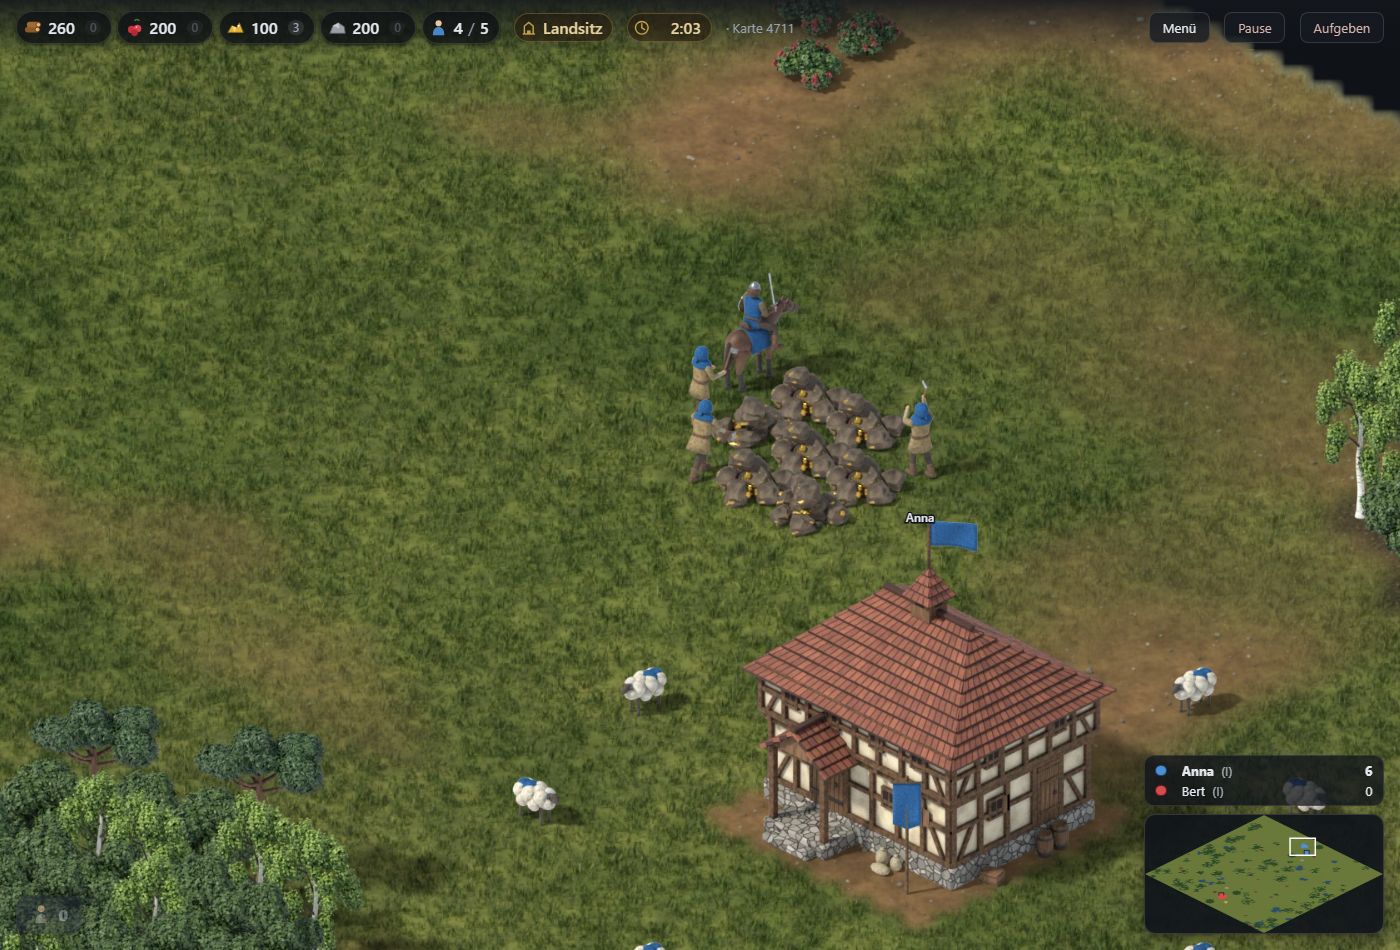 260 0 200 0 100 3 200 0 4 / 5 Landsitz 2:03 · Karte 4711 Menü Pause Aufgeben
Anna
Anna (I) 6
Bert (I) 0
0